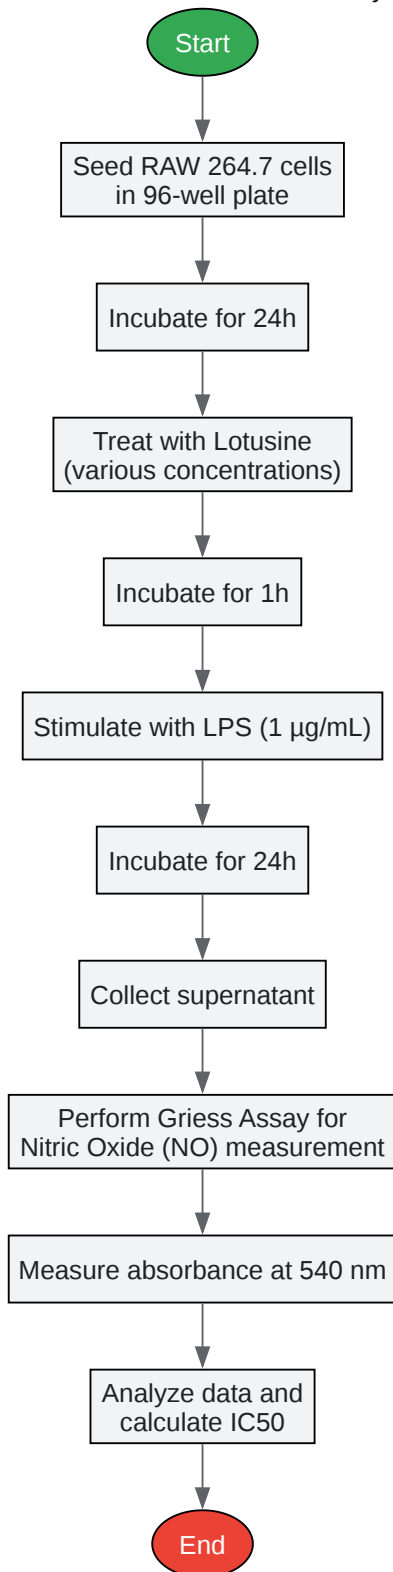 Start
Seed RAW 264.7 cells
in 96-well plate
Incubate for 24h
Treat with Lotusine
(various concentrations)
Incubate for 1h
Stimulate with LPS (1 µg/mL)
Incubate for 24h
Collect supernatant
Perform Griess Assay for
Nitric Oxide (NO) measurement
Measure absorbance at 540 nm
Analyze data and
calculate IC50
End